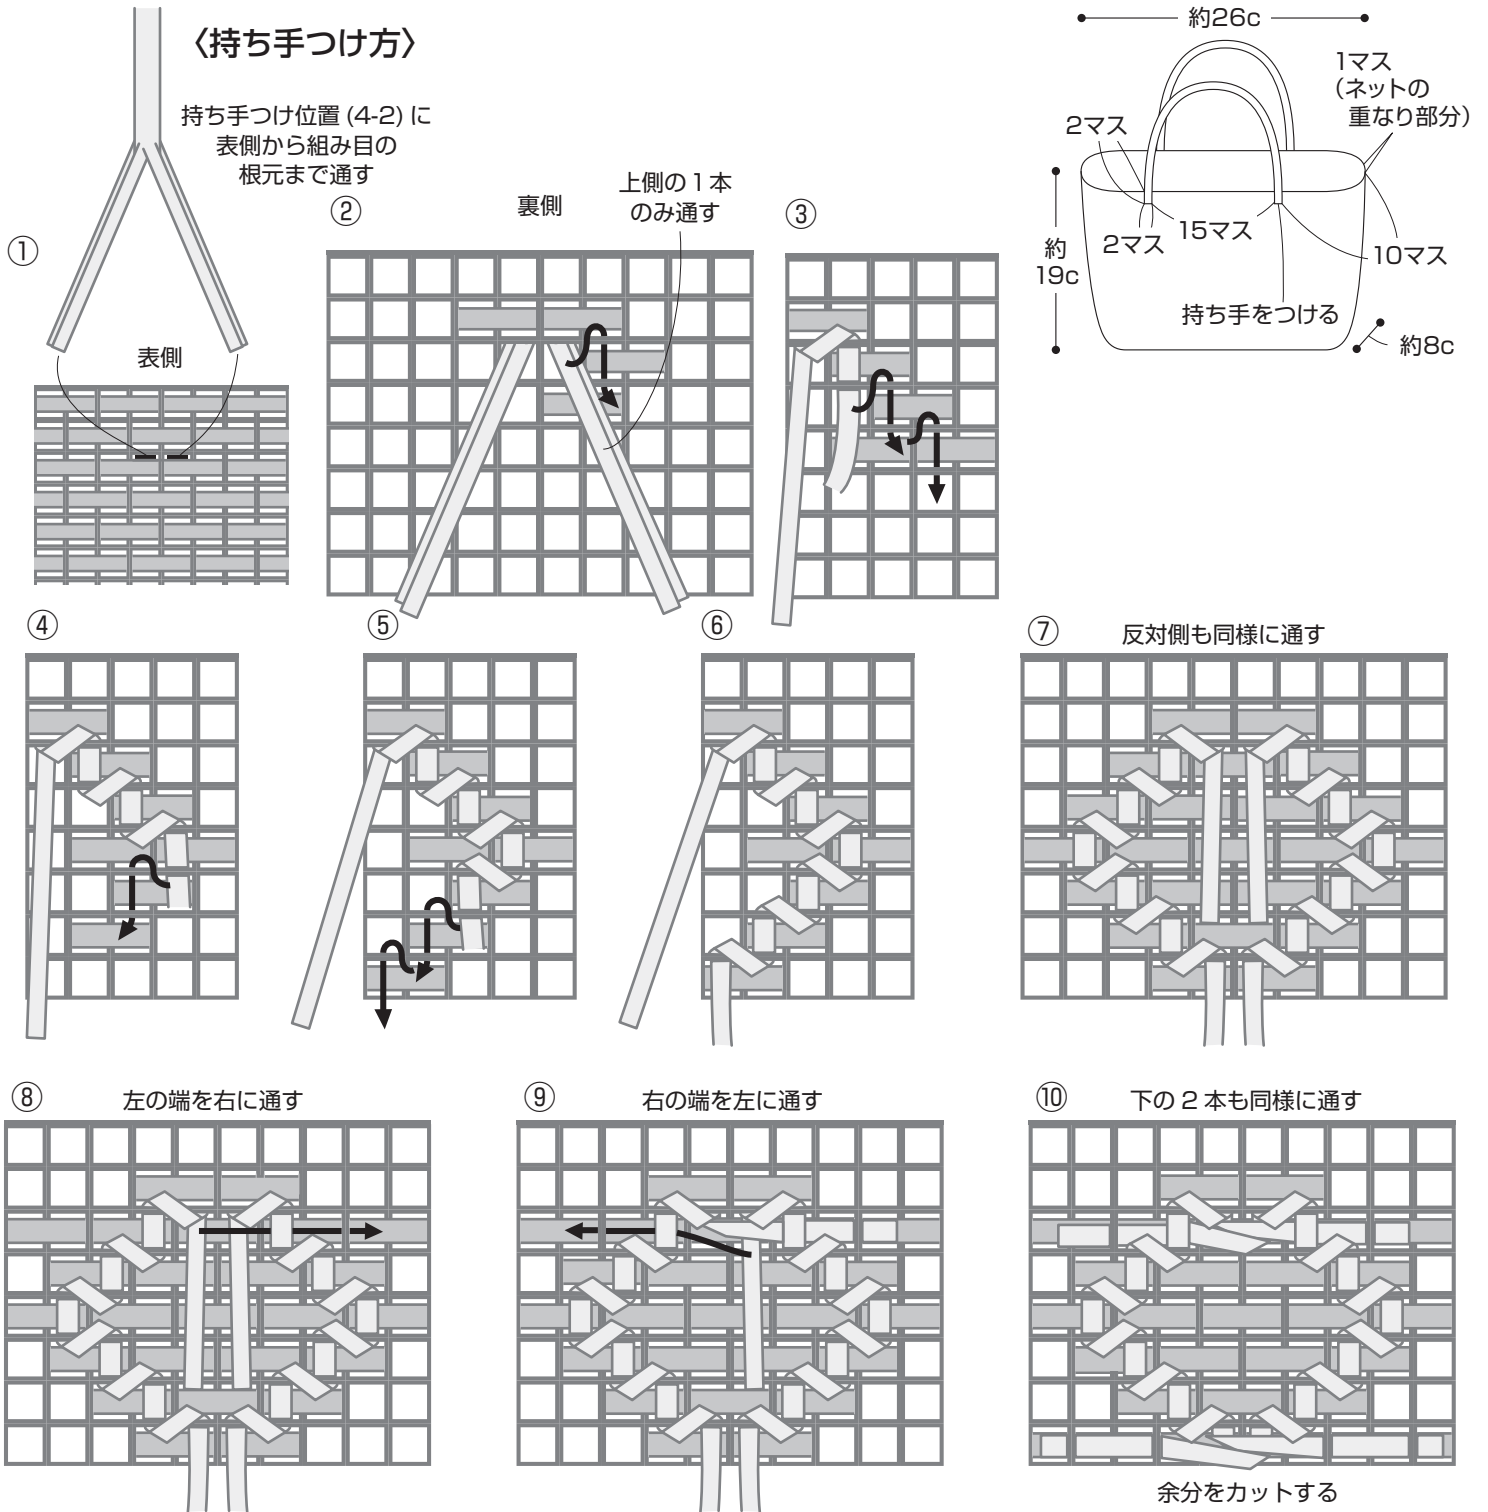 〈持ち手つけ方〉
持ち手つけ位置 (4-2) に
表側から組み目の
根元まで通す
①
表側
②
裏側
上側の１本
のみ通す
③
約26c
1マス
（ネットの
重なり部分）
2マス
2マス
15マス
10マス
約
19c
持ち手をつける
約8c
④
⑤
⑥
⑦
反対側も同様に通す
⑧
左の端を右に通す
⑨
右の端を左に通す
⑩
下の 2 本も同様に通す
余分をカットする